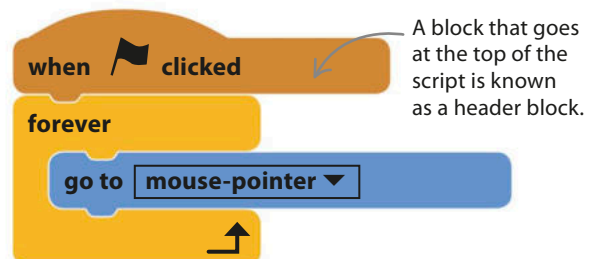 when clicked
forever
go to mouse-pointer
A block that goes
at the top of the
script is known
as a header block.